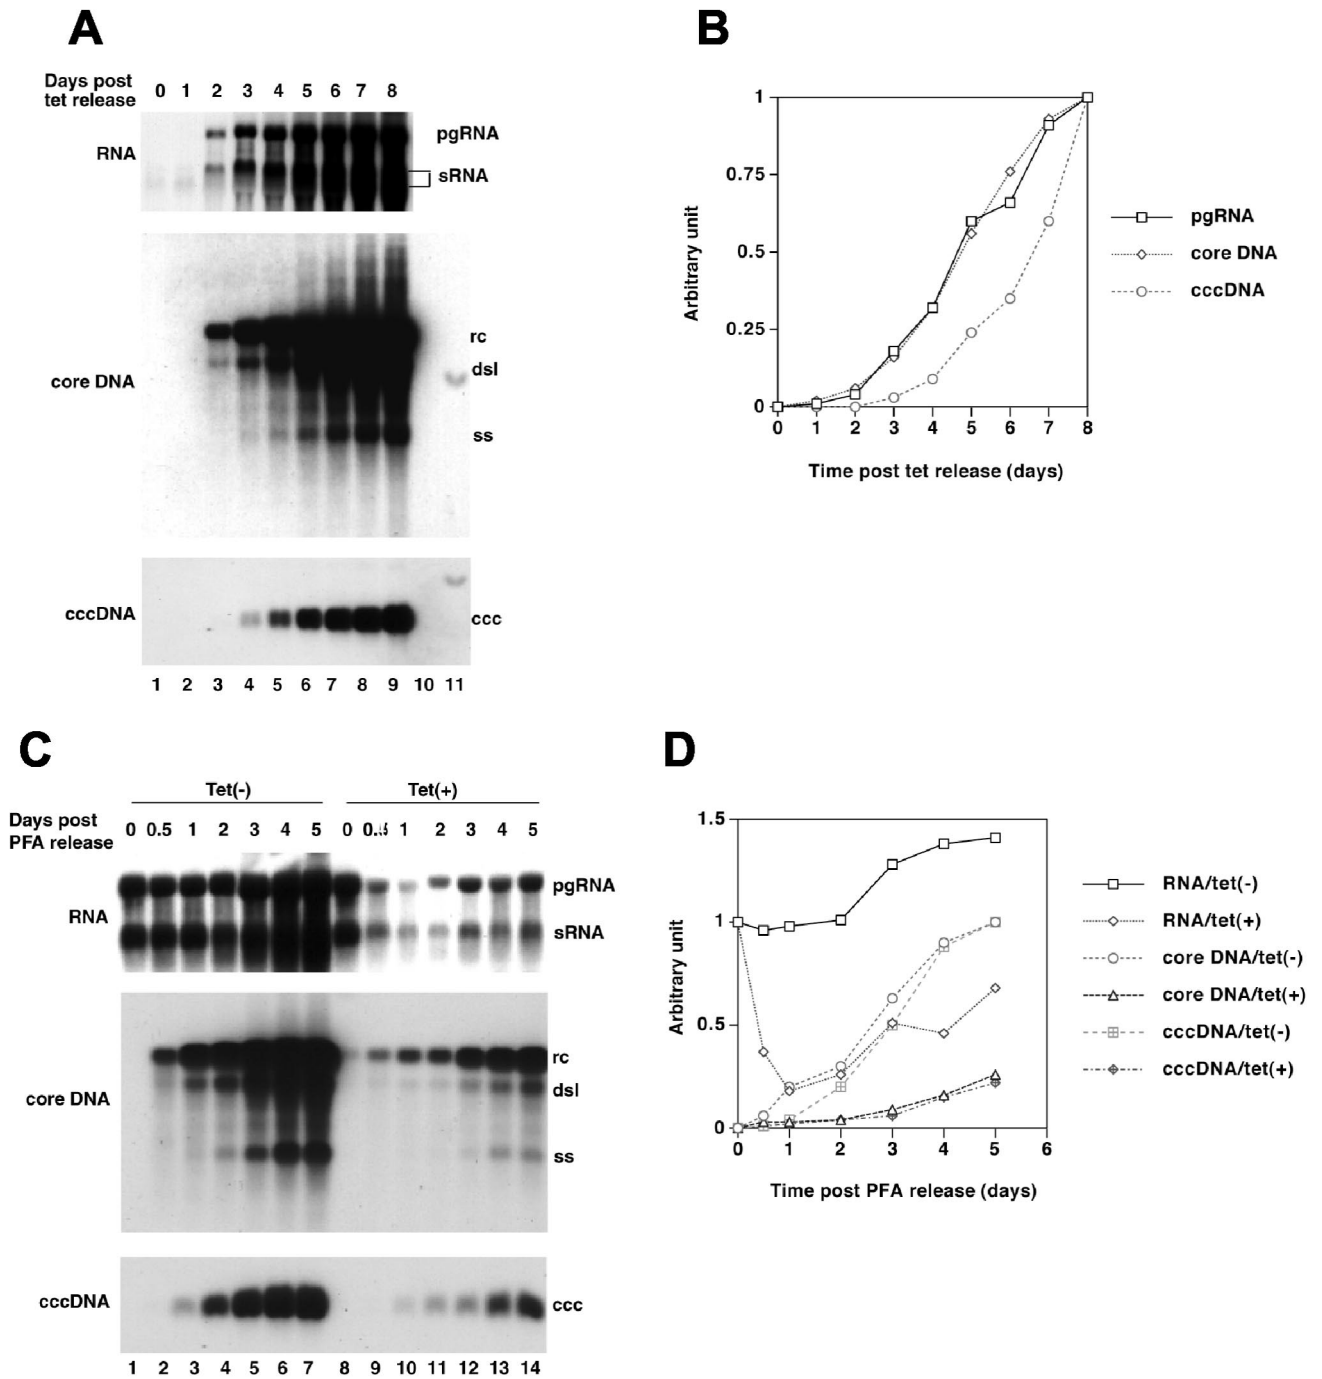 A
Days post
tet release
0 1 2 3 4 5 6 7 8
RNA
pgRNA
sRNA
core DNA
rc
dsl
ss
cccDNA
ccc
1 2 3 4 5 6 7 8 9 10 11
B
1
0.75
0.5
0.25
0
Arbitrary unit
0 1 2 3 4 5 6 7 8
Time post tet release (days)
pgRNA
core DNA
cccDNA
C
Tet(-) Tet(+)
Days post
PFA release
0 0.5 1 2 3 4 5 0 0.5 1 2 3 4 5
RNA
pgRNA
sRNA
core DNA
rc
dsl
ss
cccDNA
ccc
1 2 3 4 5 6 7 8 9 10 11 12 13 14
D
1.5
1
0.5
0
Arbitrary unit
0 1 2 3 4 5 6
Time post PFA release (days)
RNA/tet(-)
RNA/tet(+)
core DNA/tet(-)
core DNA/tet(+)
cccDNA/tet(-)
cccDNA/tet(+)